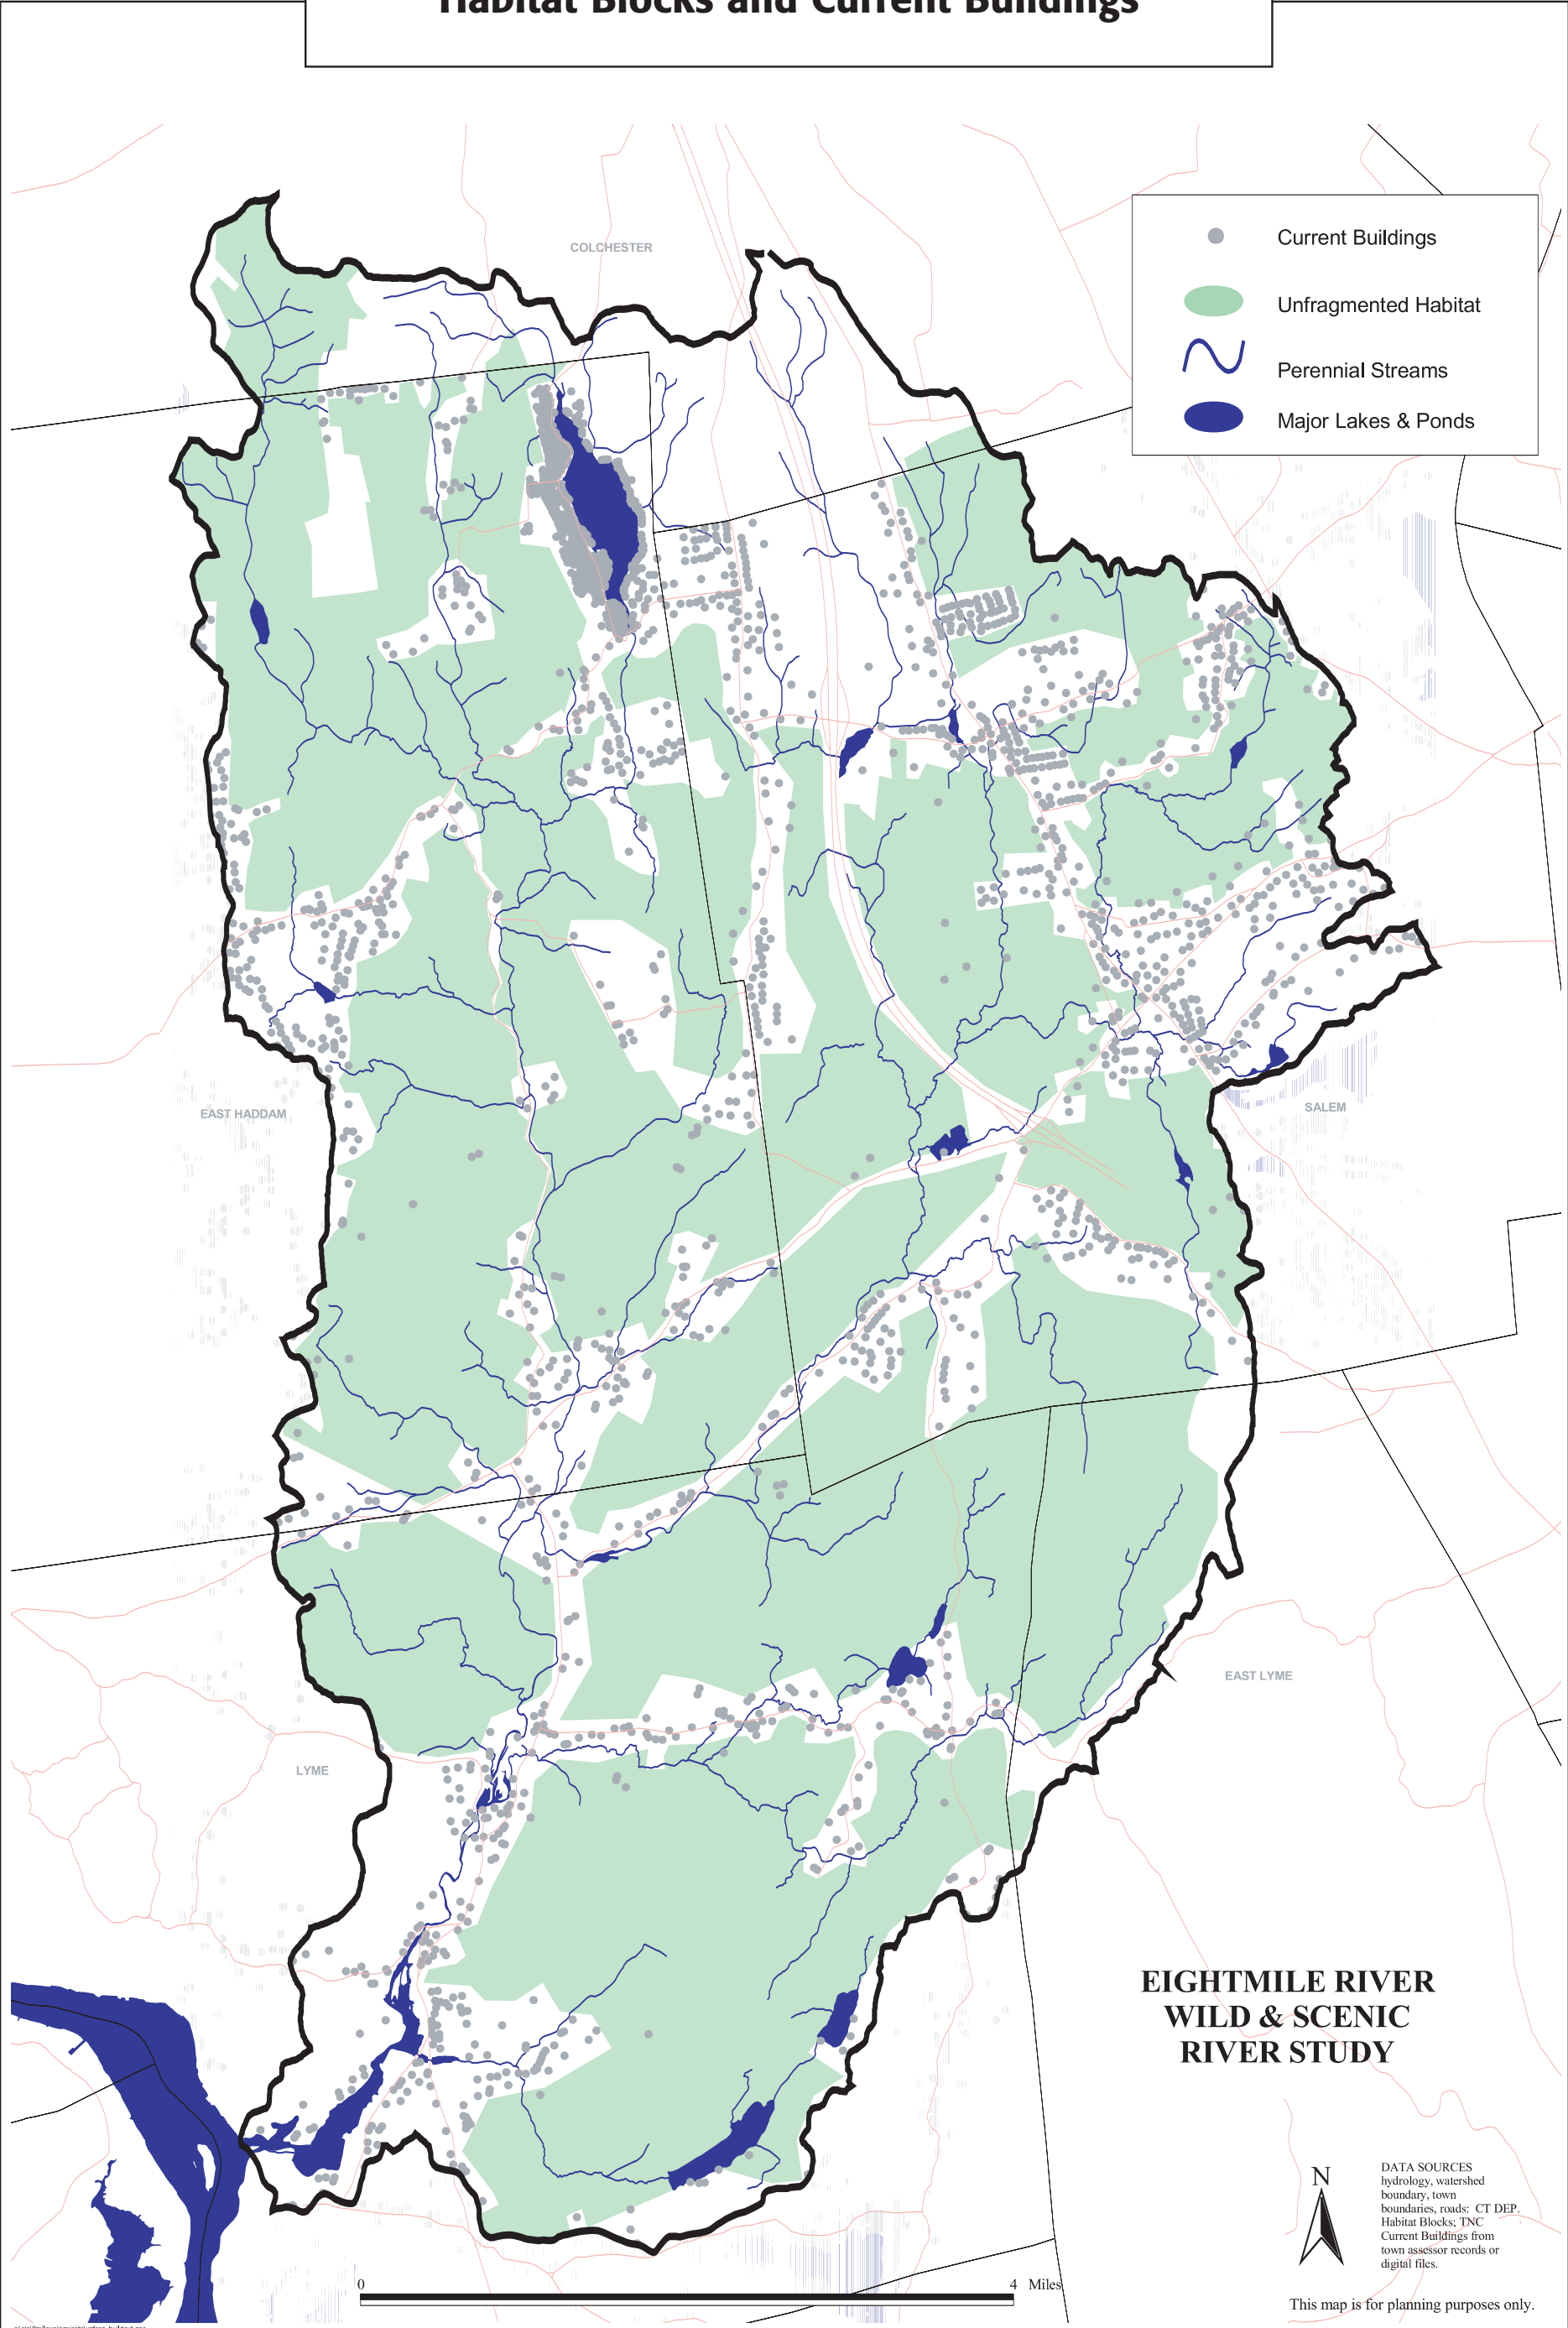 Habitat Blocks and Current Buildings
COLCHESTER
Current Buildings
Unfragmented Habitat
Perennial Streams
Major Lakes & Ponds
EAST HADDAM
SALEM
EAST LYME
LYME
EIGHTMILE RIVER
WILD & SCENIC
RIVER STUDY
N
DATA SOURCES
hydrology, watershed
boundary, town
boundaries, roads: CT DEP.
Habitat Blocks; TNC
Current Buildings from
town assessor records or
digital files.
0 4 Miles
This map is for planning purposes only.